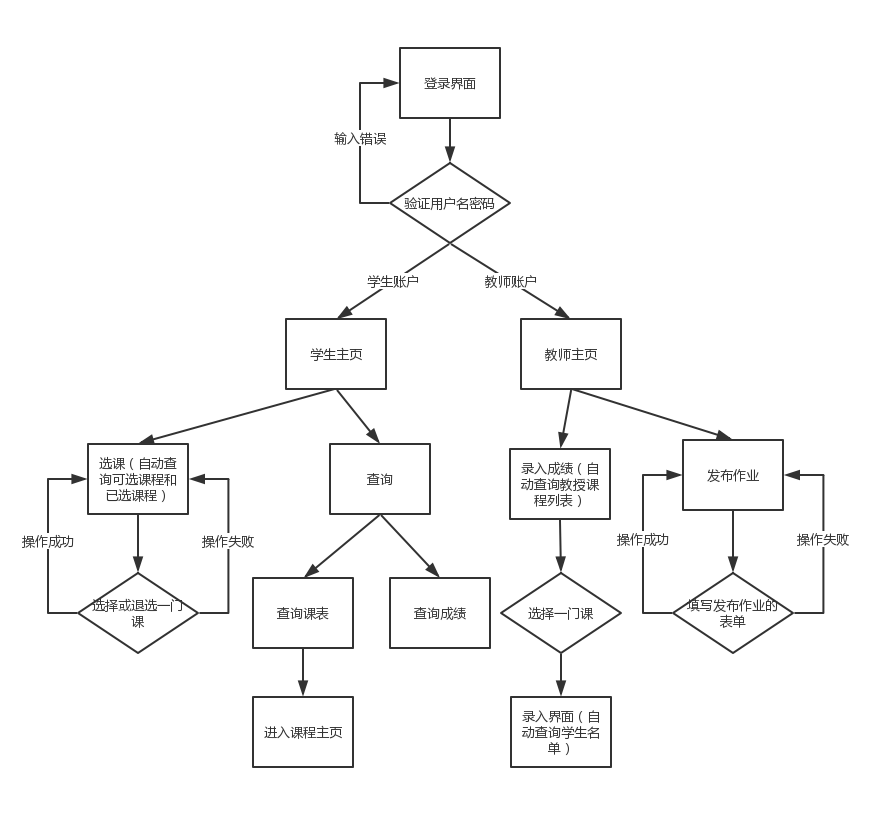 登录界面
输入错误
验证用户名密码
学生账户
教师账户
学生主页
教师主页
选课（自动查
询可选课程和
已选课程）
查询
录入成绩（自
动查询教授课
程列表）
发布作业
操作成功
操作失败
操作成功
操作失败
选择或退选一门
课
查询课表
查询成绩
选择一门课
填写发布作业的
表单
进入课程主页
录入界面（自
动查询学生名
单）